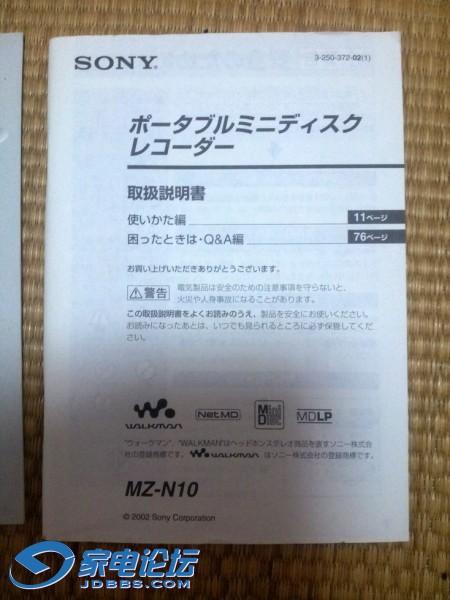 SONY®
3-250-372-02(1)
ポータブルミニディスク
レコーダー
取扱説明書
使いかた編 11ページ
困ったときは・Q&A編 76ページ
お買い上げいただきありがとうございます。
警告 電気製品は安全のための注意事項を守らないと、
火災や人身事故になることがあります。
この取扱説明書をよくお読みのうえ、製品を安全にお使いください。
お読みになったあとは、いつでも見られるところに必ず保管してくだ
さい。
WALKMAN
Net MD
Mini
Disc
MDLP
"ウォークマン"、"WALKMAN"はヘッドホンステレオ商品を表すソニー株式会
社の登録商標です。 WALKMAN はソニー株式会社の登録商標です。
MZ-N10
© 2002 Sony Corporation
家电论坛
JDBBS.COM